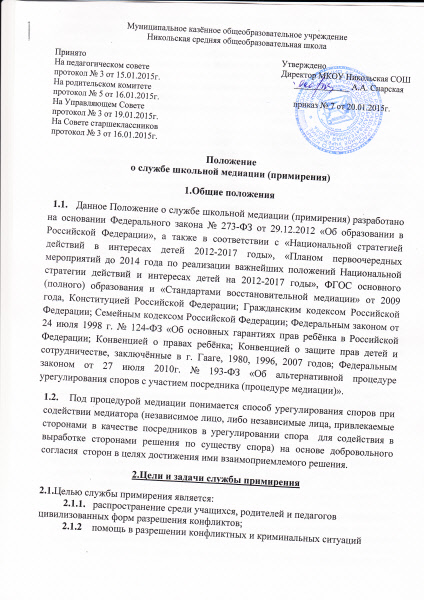 Муниципальное казённое общеобразовательное учреждение
Никольская средняя общеобразовательная школа
Принято
На педагогическом совете
протокол № 3 от 15.01.2015г.
На родительском комитете
протокол № 5 от 16.01.2015г.
На Управляющем Совете
протокол № 3 от 19.01.2015г.
На Совете старшеклассников
протокол № 3 от 16.01.2015г.
Утверждено
Директор МКОУ Никольская СОШ
А.А. Снарская
приказ № 7 от 20.01.2015г.
Положение
о службе школьной медиации (примирения)
1.Общие положения
1.1. Данное Положение о службе школьной медиации (примирения) разработано
на основании Федерального закона № 273-ФЗ от 29.12.2012 «Об образовании в
Российской Федерации», а также в соответствии с «Национальной стратегией
действий в интересах детей 2012-2017 годы», «Планом первоочередных
мероприятий до 2014 года по реализации важнейших положений Национальной
стратегии действий и интересах детей на 2012-2017 годы», ФГОС основного
(полного) образования и «Стандартами восстановительной медиации» от 2009
года, Конституцией Российской Федерации; Гражданским кодексом Российской
Федерации; Семейным кодексом Российской Федерации; Федеральным законом от
24 июля 1998 г. № 124-ФЗ «Об основных гарантиях прав ребёнка в Российской
Федерации; Конвенцией о правах ребёнка; Конвенцией о защите прав детей и
сотрудничестве, заключённые в г. Гааге, 1980, 1996, 2007 годов; Федеральным
законом от 27 июля 2010г. № 193-ФЗ «Об альтернативной процедуре
урегулирования споров с участием посредника (процедуре медиации)».
1.2. Под процедурой медиации понимается способ урегулирования споров при
содействии медиатора (независимое лицо, либо независимые лица, привлекаемые
сторонами в качестве посредников в урегулировании спора для содействия в
выработке сторонами решения по существу спора) на основе добровольного
согласия сторон в целях достижения ими взаимоприемлемого решения.
2.Цели и задачи службы примирения
2.1.Целью службы примирения является:
2.1.1. распространение среди учащихся, родителей и педагогов
цивилизованных форм разрешения конфликтов;
2.1.2 помощь в разрешении конфликтных и криминальных ситуаций